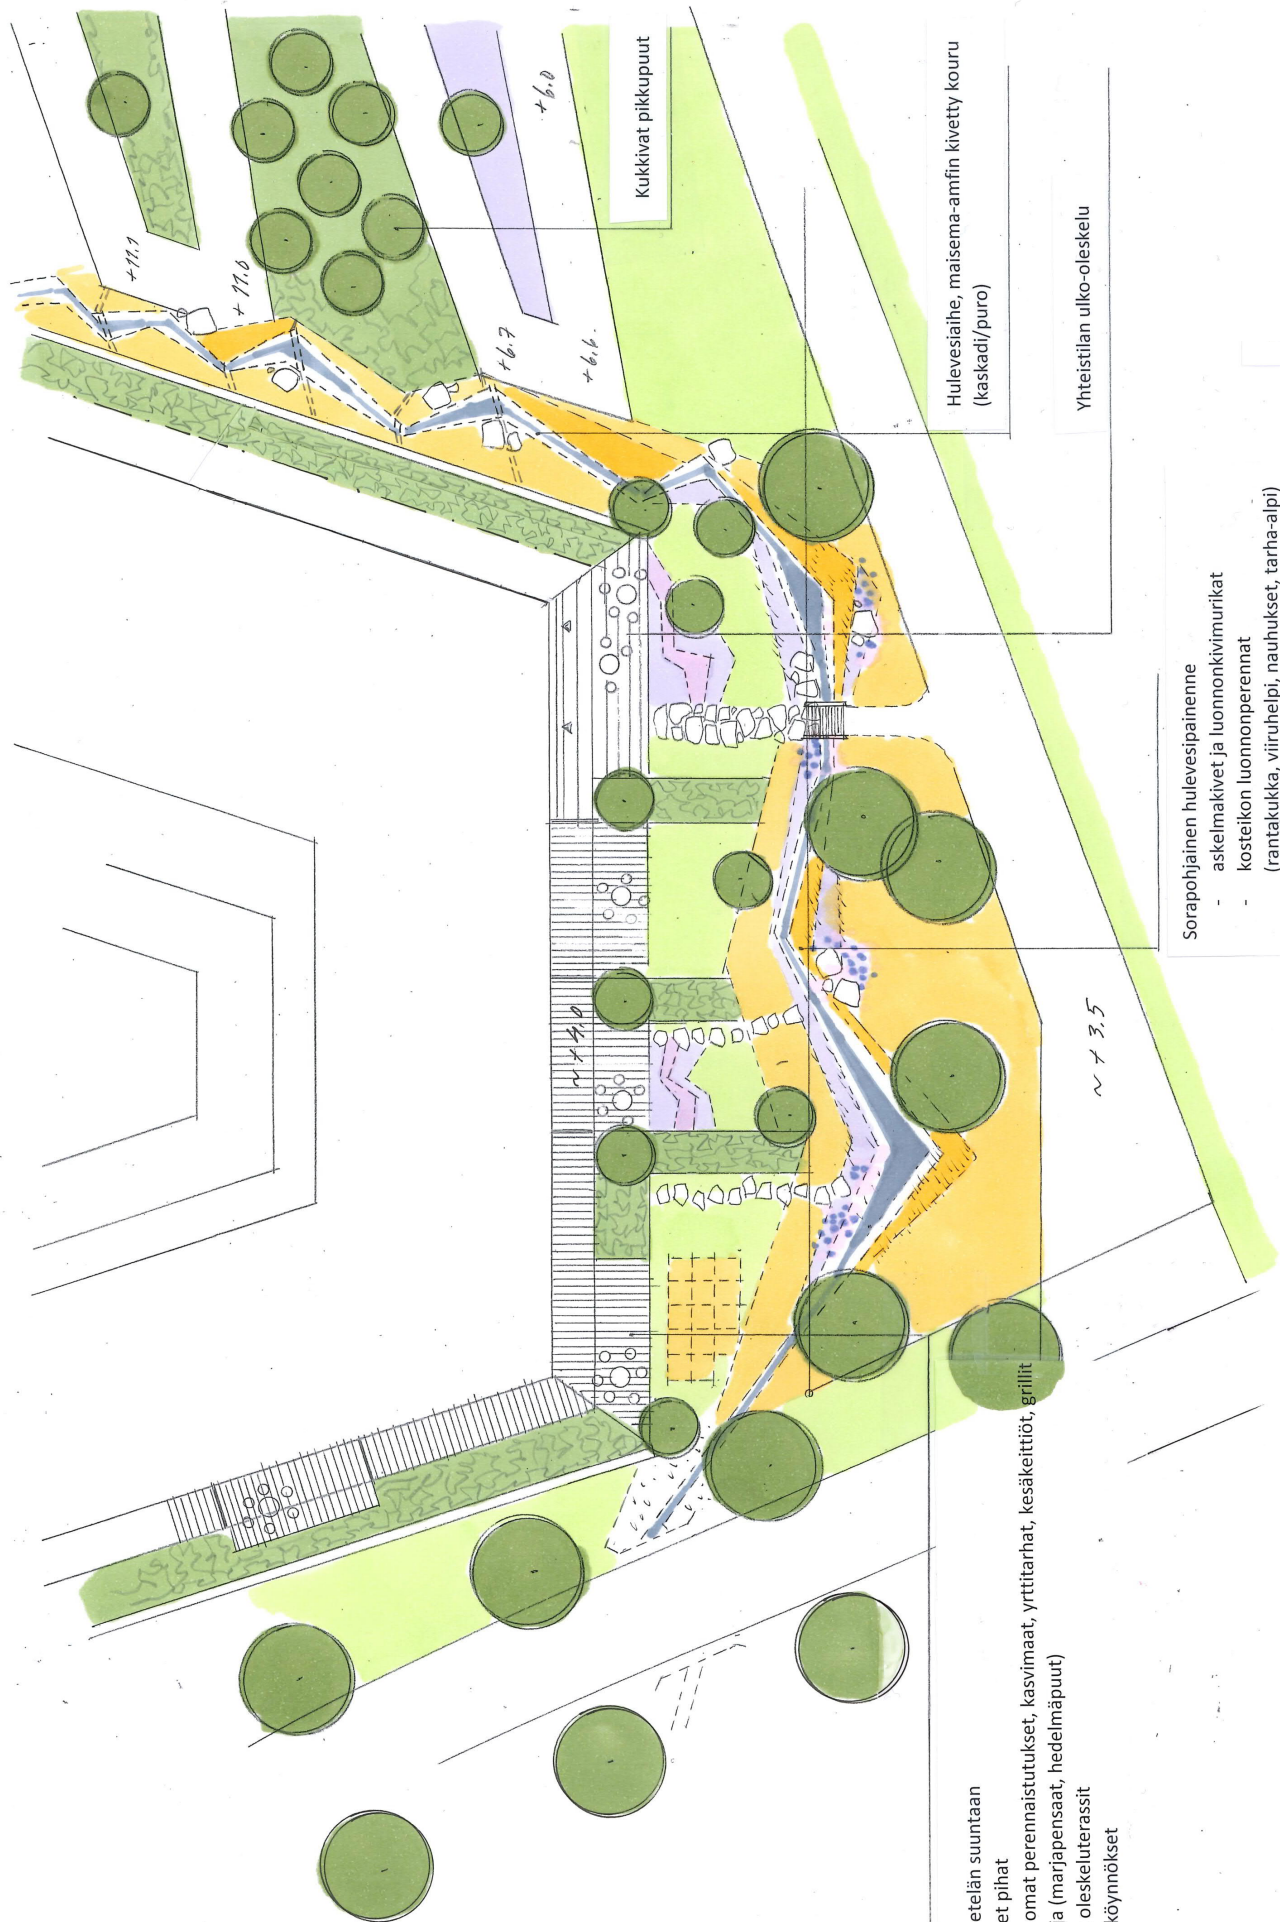 Kukkivat pikkupuut
Hulevesiaihe, maisema-amfin kivetty kouru
(kaskadi/puro)
Yhteistilan ulko-oleskelu
Sorapohjainen hulevesipainenne
- askelmakivet ja luonnonkivimurikat
- kosteikon luonnonperennat
(rantakukka, viiruhelpi, nauhukset, tarha-alpi)
etelän suuntaan
et pihat
omat perennaistutukset, kasvimaat, yrttitarhat, kesäkeittiöt, grillit
ja (marjapensaat, hedelmäpuut)
oleskeluterassit
köynnökset
+11.1
+11.0
+6.7
+6.6.
+6.0
~ +4.0
~ +3.5